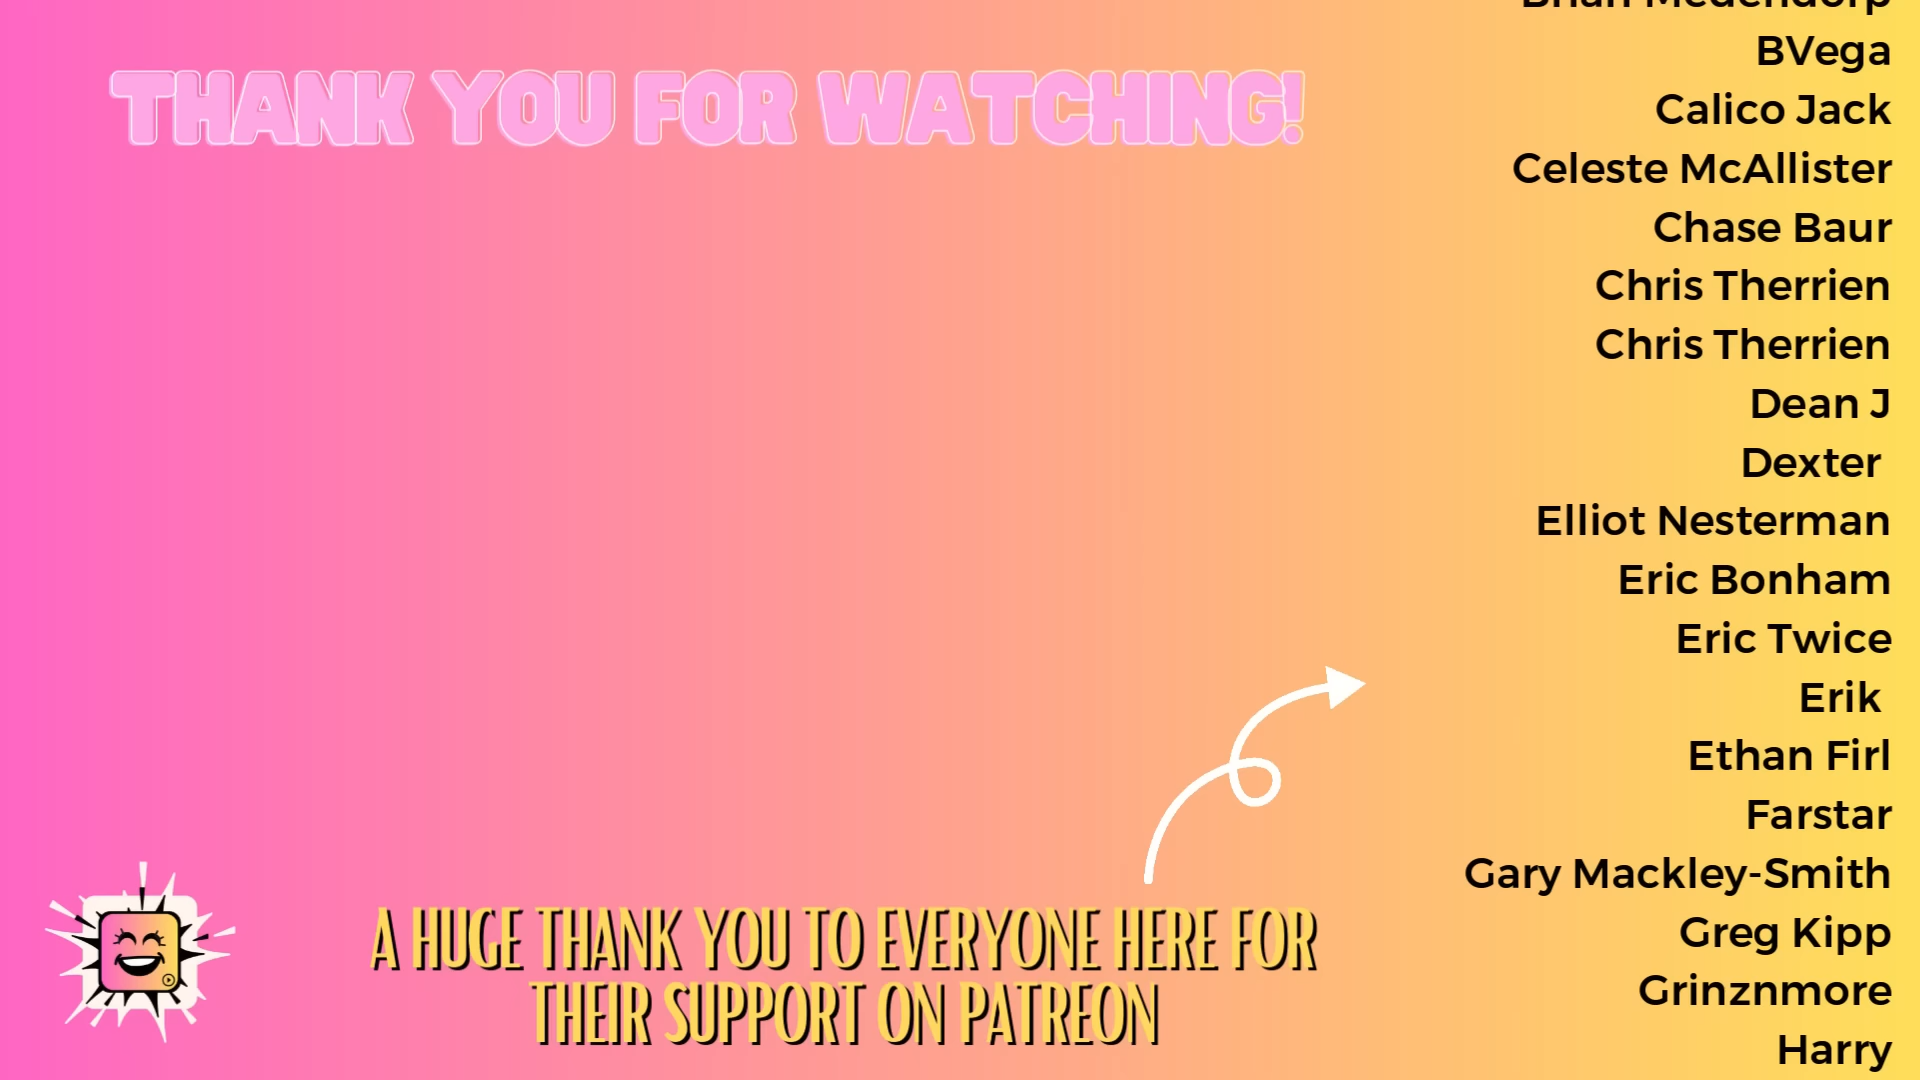 THANK YOU FOR WATCHING!
Brian Medendorp
BVega
Calico Jack
Celeste McAllister
Chase Baur
Chris Therrien
Chris Therrien
Dean J
Dexter
Elliot Nesterman
Eric Bonham
Eric Twice
Erik
Ethan Firl
Farstar
Gary Mackley-Smith
Greg Kipp
Grinznmore
Harry
A HUGE THANK YOU TO EVERYONE HERE FOR
THEIR SUPPORT ON PATREON